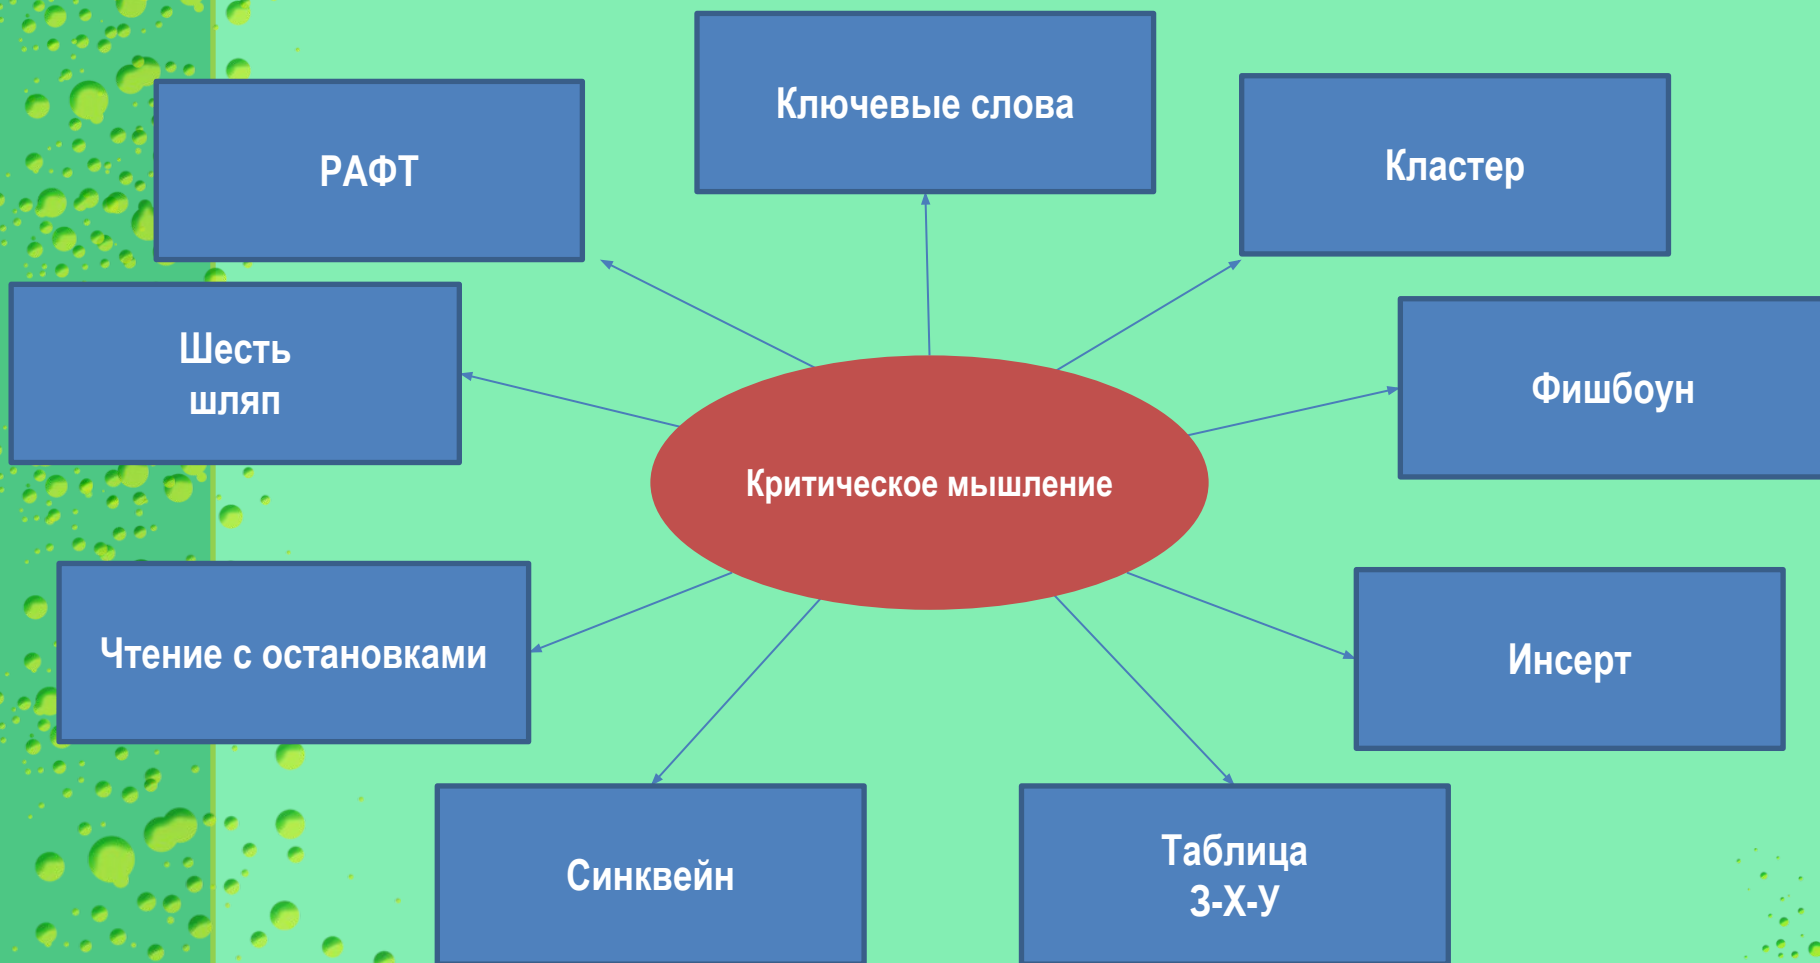 Ключевые слова
Кластер
РАФТ
Шесть
шляп
Фишбоун
Критическое мышление
Чтение с остановками
Инсерт
Синквейн
Таблица
З-Х-У